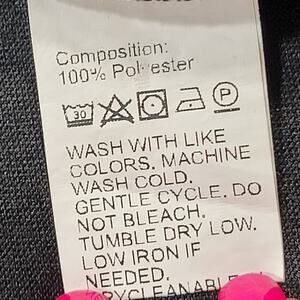 Composition:
100% Polyester
30
P
WASH WITH LIKE
COLORS. MACHINE
WASH COLD.
GENTLE CYCLE. DO
NOT BLEACH.
TUMBLE DRY LOW.
LOW IRON IF
NEEDED.
DRYCLEANABLE